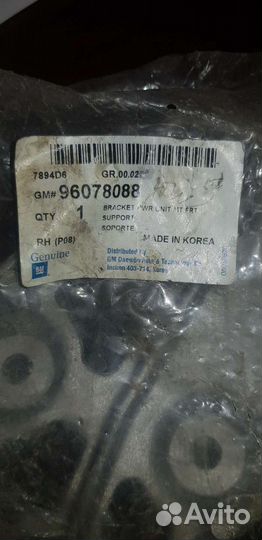 7894D6 GR.00.02
GM# 96078088
QTY 1 BRACKET PWR UNIT MT FRT
SUPPORT
SOPORTE
RH (P08) MADE IN KOREA
Genuine
GM
Distributed by
GM Daewoo Auto & Technology
Incheon 403-714, Korea
Avito